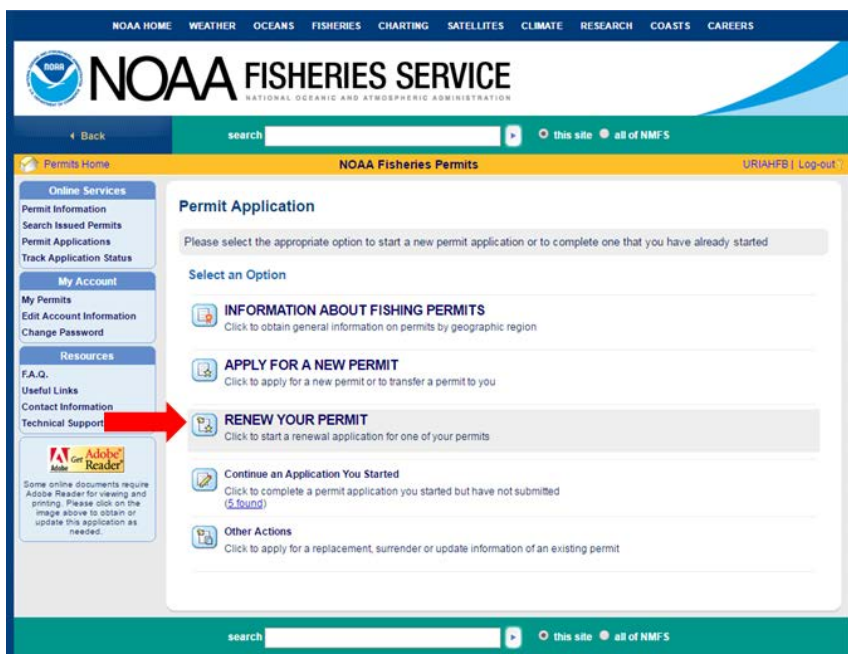 NOAA HOME WEATHER OCEANS FISHERIES CHARTING SATELLITES CLIMATE RESEARCH COASTS CAREERS
NOAA
NOAA FISHERIES SERVICE
NATIONAL OCEANIC AND ATMOSPHERIC ADMINISTRATION
Back search this site all of NMFS
Permits Home NOAA Fisheries Permits URIAHFB | Log-out
Online Services
Permit Information
Search Issued Permits
Permit Applications
Track Application Status
My Account
My Permits
Edit Account Information
Change Password
Resources
F.A.Q.
Useful Links
Contact Information
Technical Support
Adobe
Get Adobe®
Reader®
Some online documents require
Adobe Reader for viewing and
printing. Please click on the
image above to obtain or
update this application as
needed.
Permit Application
Please select the appropriate option to start a new permit application or to complete one that you have already started
Select an Option
INFORMATION ABOUT FISHING PERMITS
Click to obtain general information on permits by geographic region
APPLY FOR A NEW PERMIT
Click to apply for a new permit or to transfer a permit to you
RENEW YOUR PERMIT
Click to start a renewal application for one of your permits
Continue an Application You Started
Click to complete a permit application you started but have not submitted
(5 found)
Other Actions
Click to apply for a replacement, surrender or update information of an existing permit
search this site all of NMFS